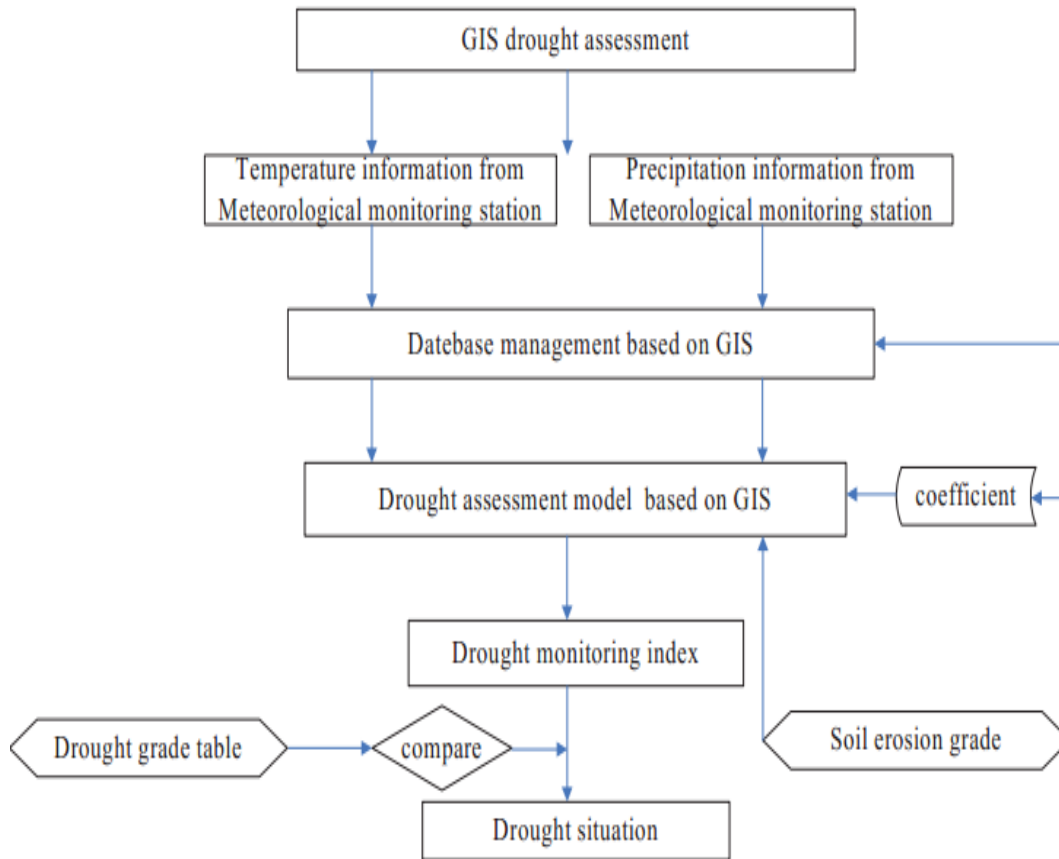 GIS drought assessment
Temperature information from
Meteorological monitoring station
Precipitation information from
Meteorological monitoring station
Datebase management based on GIS
Drought assessment model based on GIS
coefficient
Drought monitoring index
Drought grade table
compare
Soil erosion grade
Drought situation